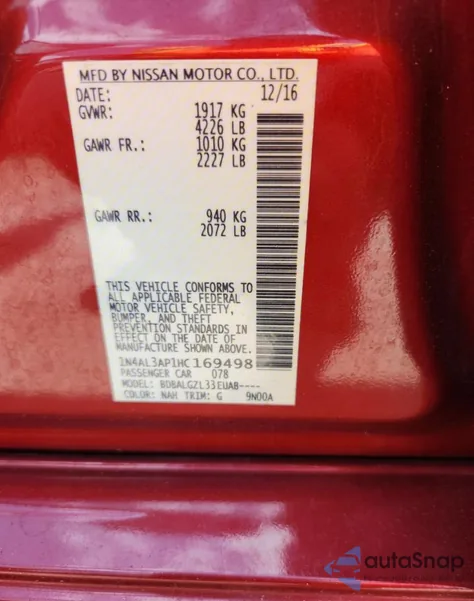 MFD BY NISSAN MOTOR CO., LTD.
DATE: 12/16
GVWR: 1917 KG
4226 LB
GAWR FR.: 1010 KG
2227 LB
GAWR RR.: 940 KG
2072 LB
THIS VEHICLE CONFORMS TO
ALL APPLICABLE FEDERAL
MOTOR VEHICLE SAFETY,
BUMPER, AND THEFT
PREVENTION STANDARDS IN
EFFECT ON THE DATE OF
MANUFACTURE SHOWN ABOVE.
1N4AL3AP1HC169498
PASSENGER CAR 078
MODEL: BDBALGZL33EUAB----
COLOR: NAH TRIM: G 9N00A
autoSnap